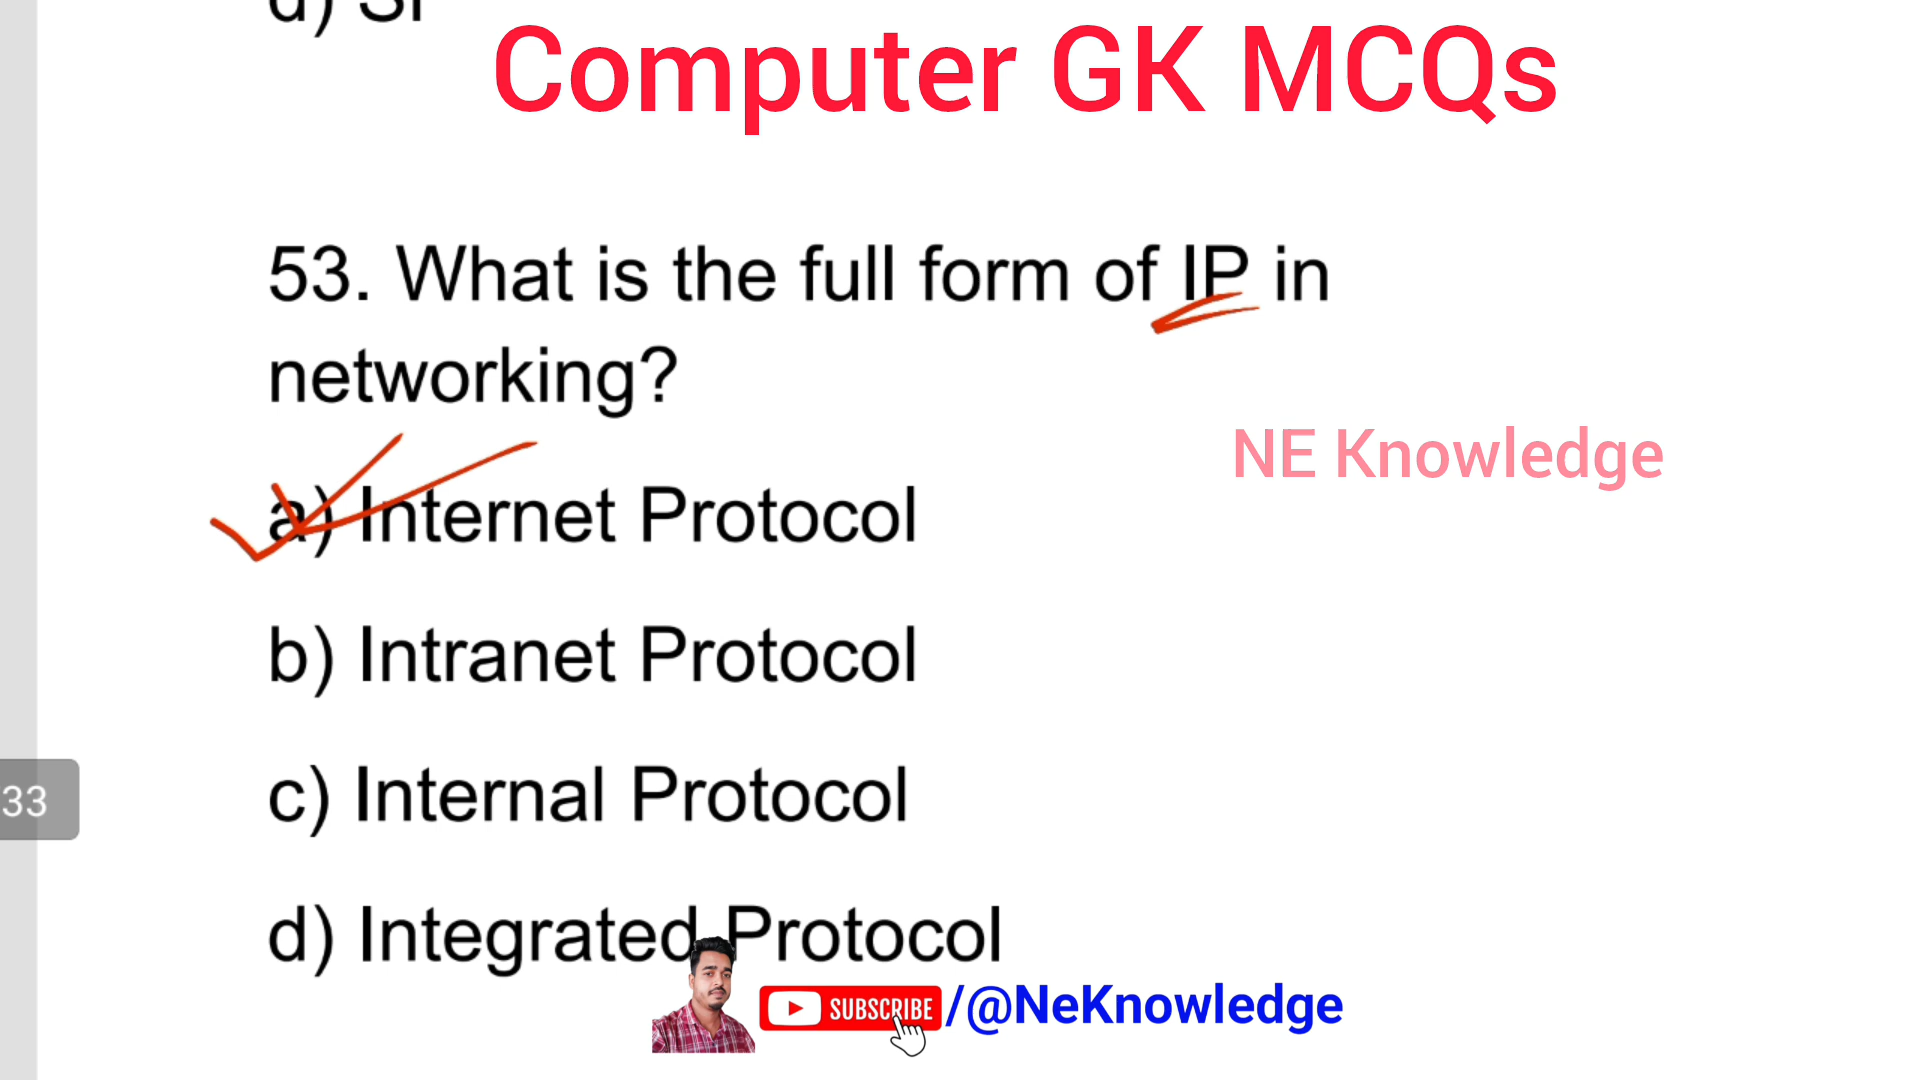 Computer GK MCQs
53. What is the full form of IP in
networking?
NE Knowledge
a) Internet Protocol
b) Intranet Protocol
c) Internal Protocol
33
d) Integrated Protocol
SUBSCRIBE /@NeKnowledge